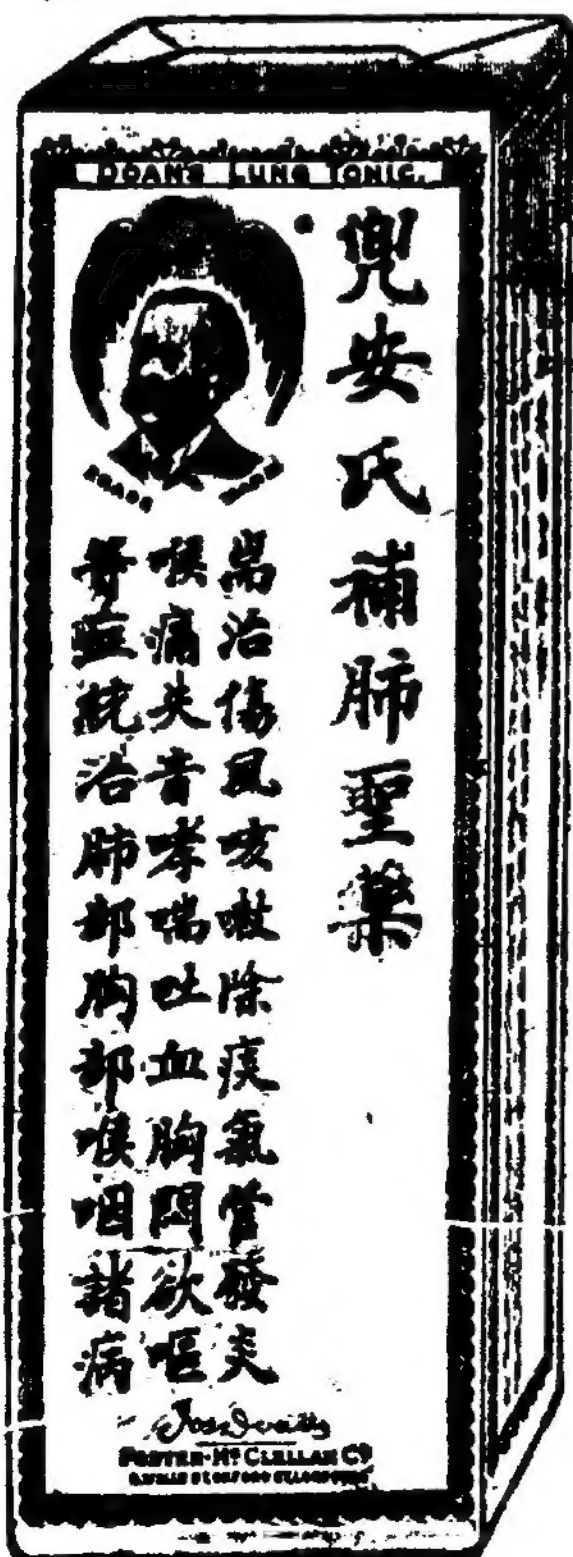 DOANS LUNG TONIC.
兜安氏補肺聖藥
耑治傷風咳嗽除痰氣管發炎
喉痛失音哮喘吐血胸悶欲嘔
等症統治肺部胸部喉咽諸病
FOSTER-McCLELLAN Co